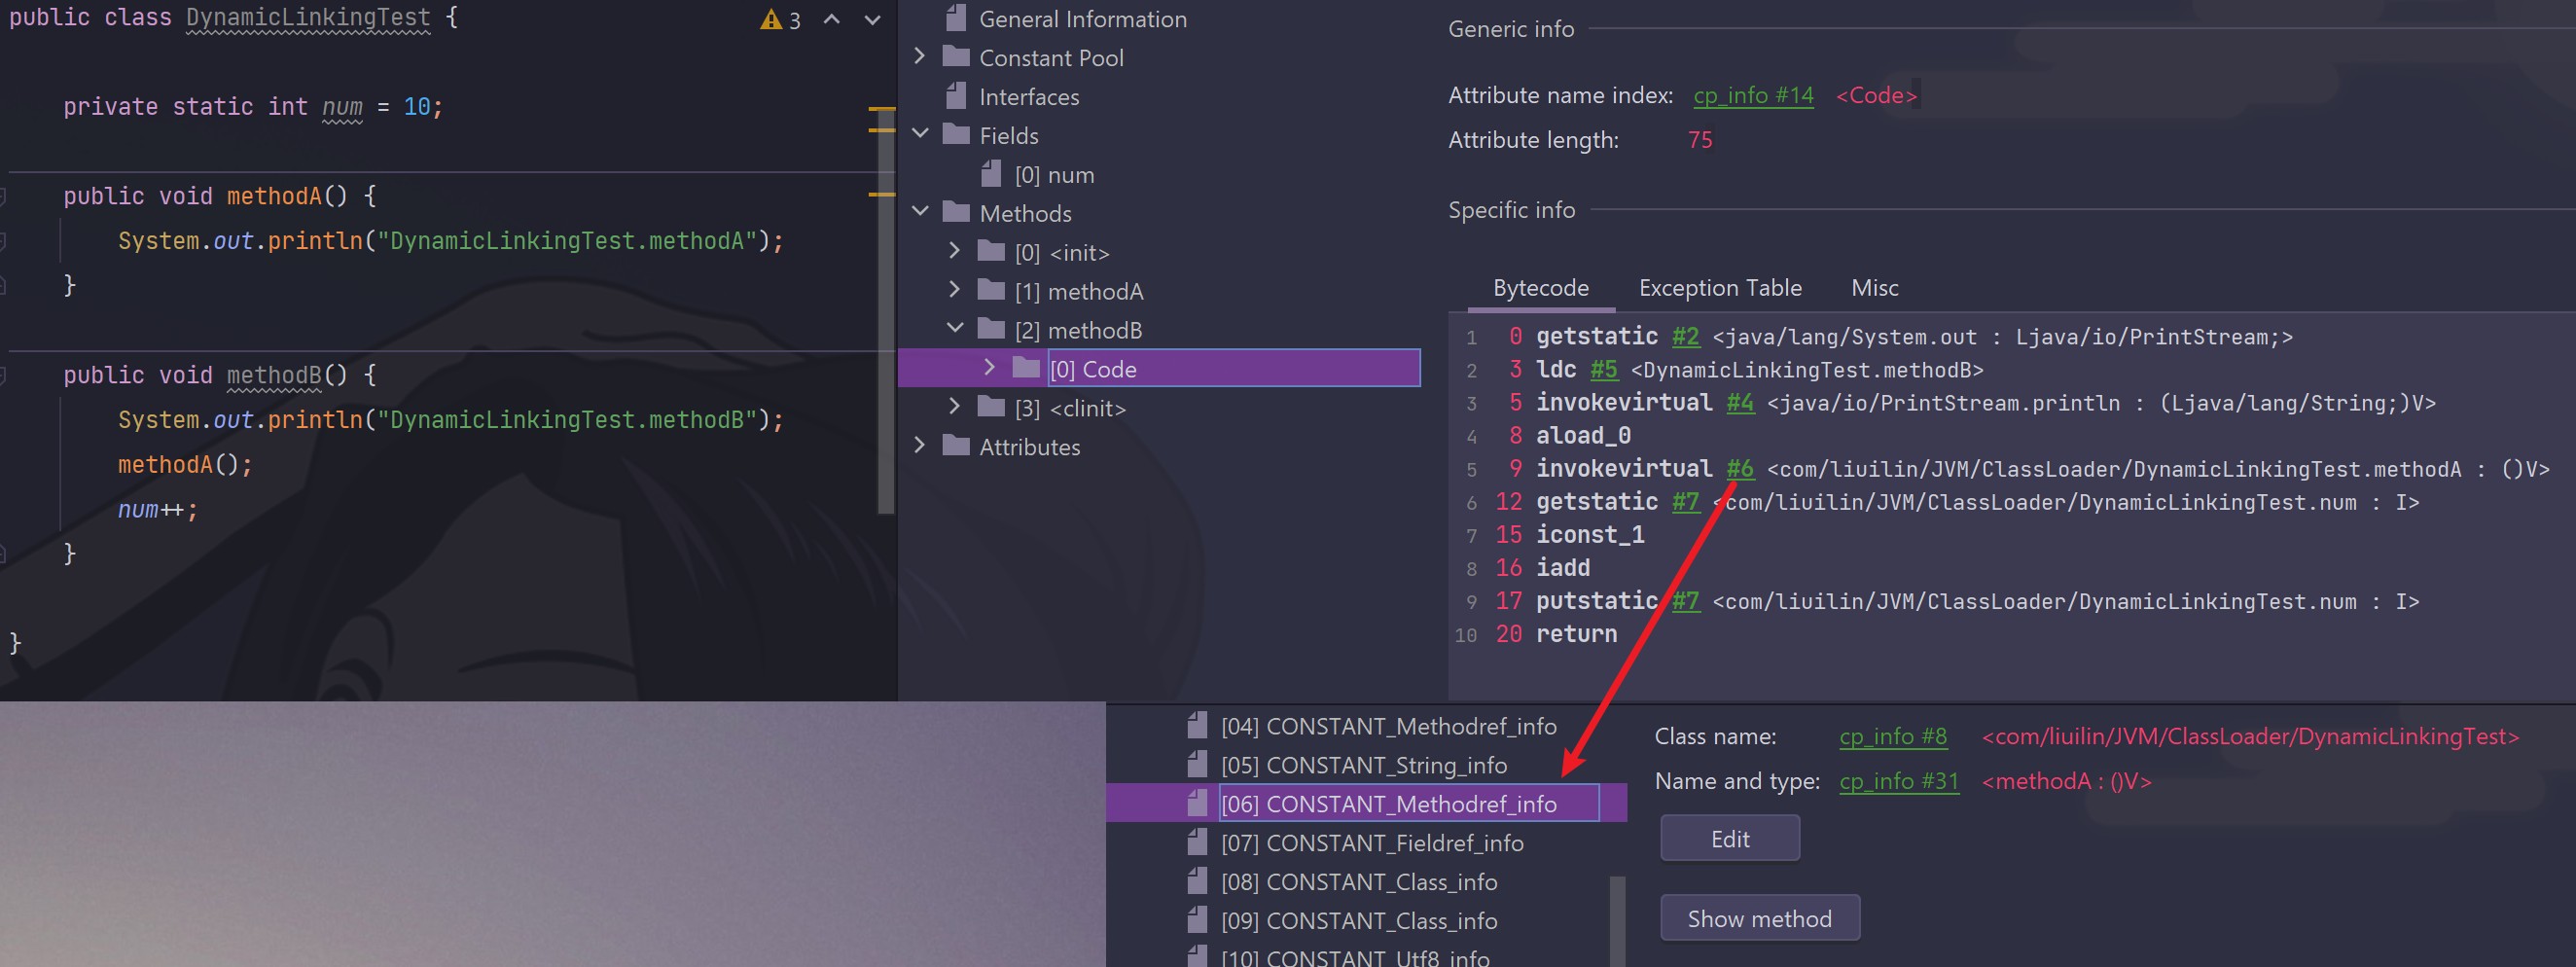 public class DynamicLinkingTest {
3
private static int num = 10;
public void methodA() {
System.out.println("DynamicLinkingTest.methodA");
}
public void methodB() {
System.out.println("DynamicLinkingTest.methodB");
methodA();
num++;
}
}
General Information
Constant Pool
Interfaces
Fields
[0] num
Methods
[0] <init>
[1] methodA
[2] methodB
[0] Code
[3] <clinit>
Attributes
Generic info
Attribute name index: cp_info #14 <Code>
Attribute length: 75
Specific info
Bytecode Exception Table Misc
1 0 getstatic #2 <java/lang/System.out : Ljava/io/PrintStream;>
2 3 ldc #5 <DynamicLinkingTest.methodB>
3 5 invokevirtual #4 <java/io/PrintStream.println : (Ljava/lang/String;)V>
4 8 aload_0
5 9 invokevirtual #6 <com/liuilin/JVM/ClassLoader/DynamicLinkingTest.methodA : ()V>
6 12 getstatic #7 <com/liuilin/JVM/ClassLoader/DynamicLinkingTest.num : I>
7 15 iconst_1
8 16 iadd
9 17 putstatic #7 <com/liuilin/JVM/ClassLoader/DynamicLinkingTest.num : I>
10 20 return
[04] CONSTANT_Methodref_info
[05] CONSTANT_String_info
[06] CONSTANT_Methodref_info
[07] CONSTANT_Fieldref_info
[08] CONSTANT_Class_info
[09] CONSTANT_Class_info
[10] CONSTANT_Utf8_info
Class name: cp_info #8 <com/liuilin/JVM/ClassLoader/DynamicLinkingTest>
Name and type: cp_info #31 <methodA : ()V>
Edit
Show method